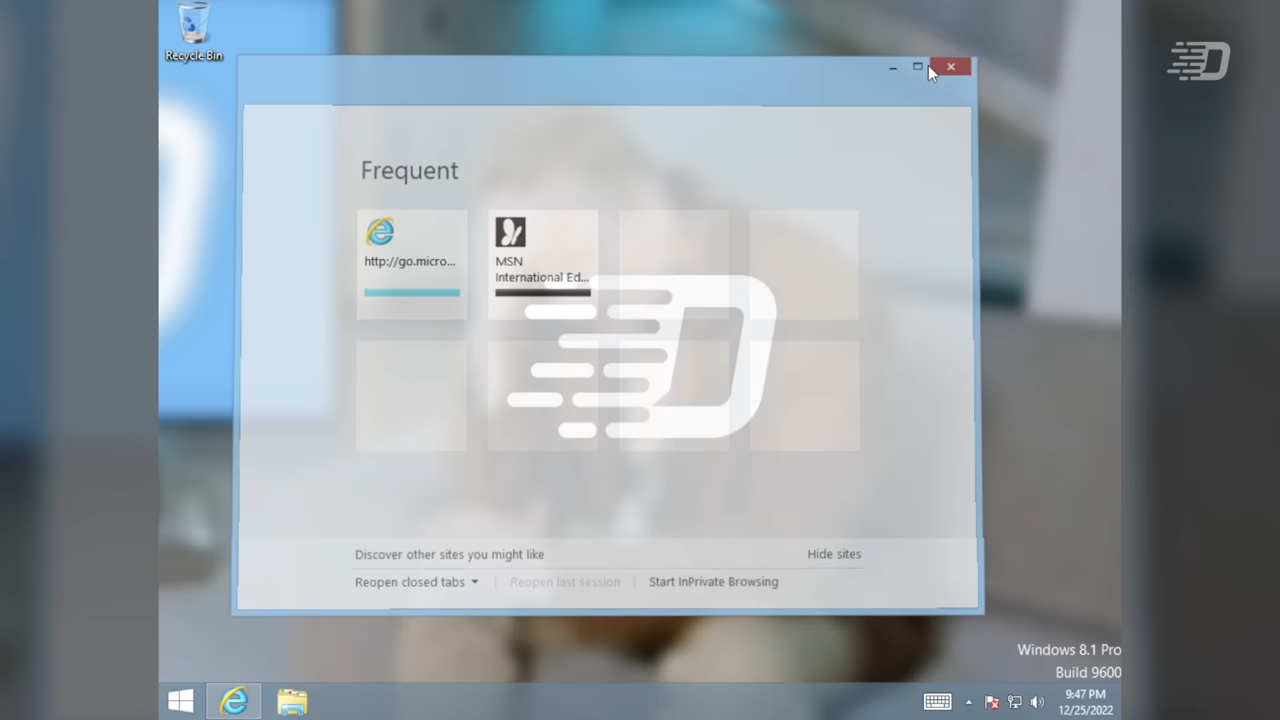 Recycle Bin
Frequent
http://go.micro...
MSN
International Ed...
Discover other sites you might like
Hide sites
Reopen closed tabs
Reopen last session
Start InPrivate Browsing
Windows 8.1 Pro
Build 9600
9:47 PM
12/25/2022